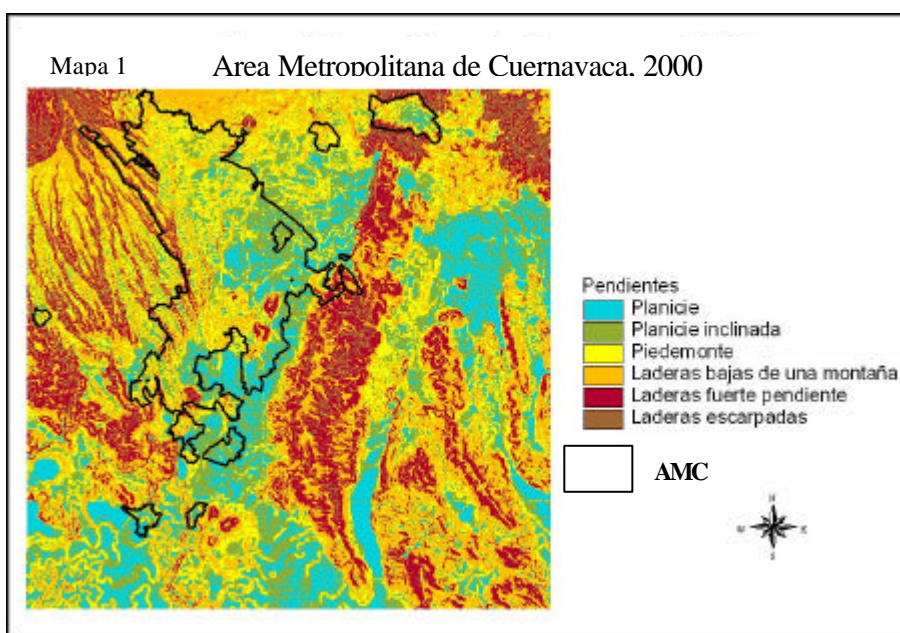 Mapa 1
Area Metropolitana de Cuernavaca, 2000
Pendientes
Planicie
Planicie inclinada
Piedemonte
Laderas bajas de una montaña
Laderas fuerte pendiente
Laderas escarpadas
AMC
N
S